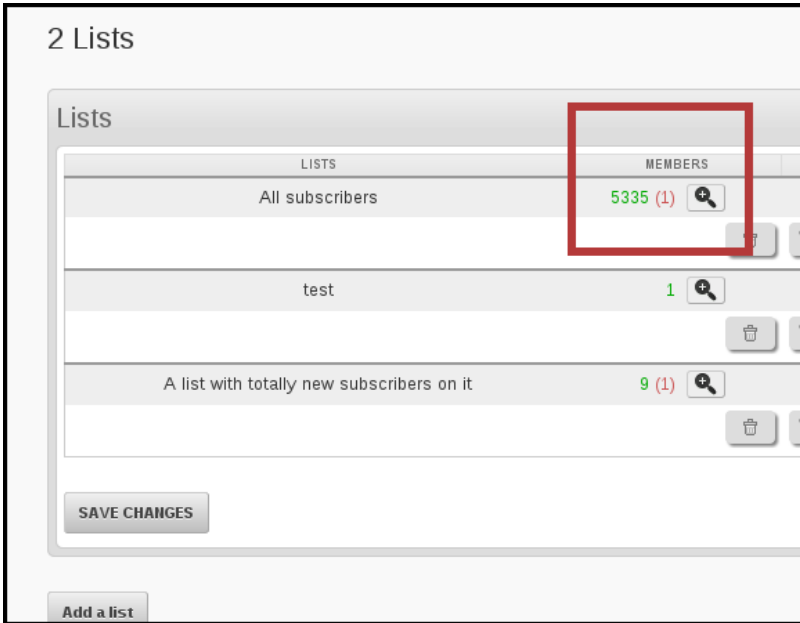 2 Lists
Lists
LISTS MEMBERS
All subscribers 5335 (1)
test 1
A list with totally new subscribers on it 9 (1)
SAVE CHANGES
Add a list